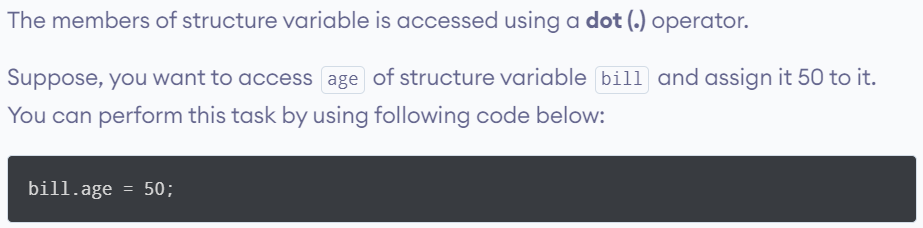 The members of structure variable is accessed using a dot (.) operator.
Suppose, you want to access age of structure variable bill and assign it 50 to it.
You can perform this task by using following code below:
bill.age = 50;